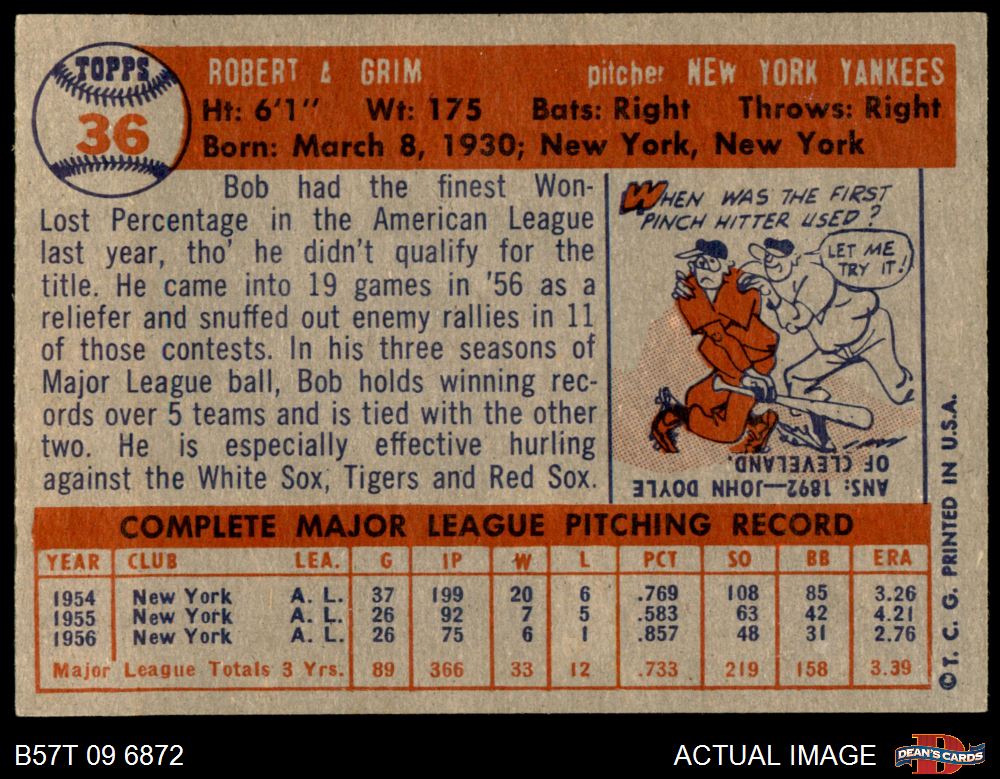 TOPPS
36
ROBERT A GRIM pitcher NEW YORK YANKEES
Ht: 6'1" Wt: 175 Bats: Right Throws: Right
Born: March 8, 1930; New York, New York
Bob had the finest Won-
Lost Percentage in the American League
last year, tho' he didn't qualify for the
title. He came into 19 games in '56 as a
reliefer and snuffed out enemy rallies in 11
of those contests. In his three seasons of
Major League ball, Bob holds winning rec-
ords over 5 teams and is tied with the other
two. He is especially effective hurling
against the White Sox, Tigers and Red Sox.
WHEN WAS THE FIRST
PINCH HITTER USED?
LET ME
TRY IT!
ANS: 1892—JOHN DOYLE
OF CLEVELAND.
COMPLETE MAJOR LEAGUE PITCHING RECORD
YEAR CLUB LEA. G IP W L PCT SO BB ERA
1954 New York A. L. 37 199 20 6 .769 108 85 3.26
1955 New York A. L. 26 92 7 5 .583 63 42 4.21
1956 New York A. L. 26 75 6 1 .857 48 31 2.76
Major League Totals 3 Yrs. 89 366 33 12 .733 219 158 3.39
©T. C. G. PRINTED IN U.S.A.
B57T 09 6872
ACTUAL IMAGE
DEAN'S CARDS